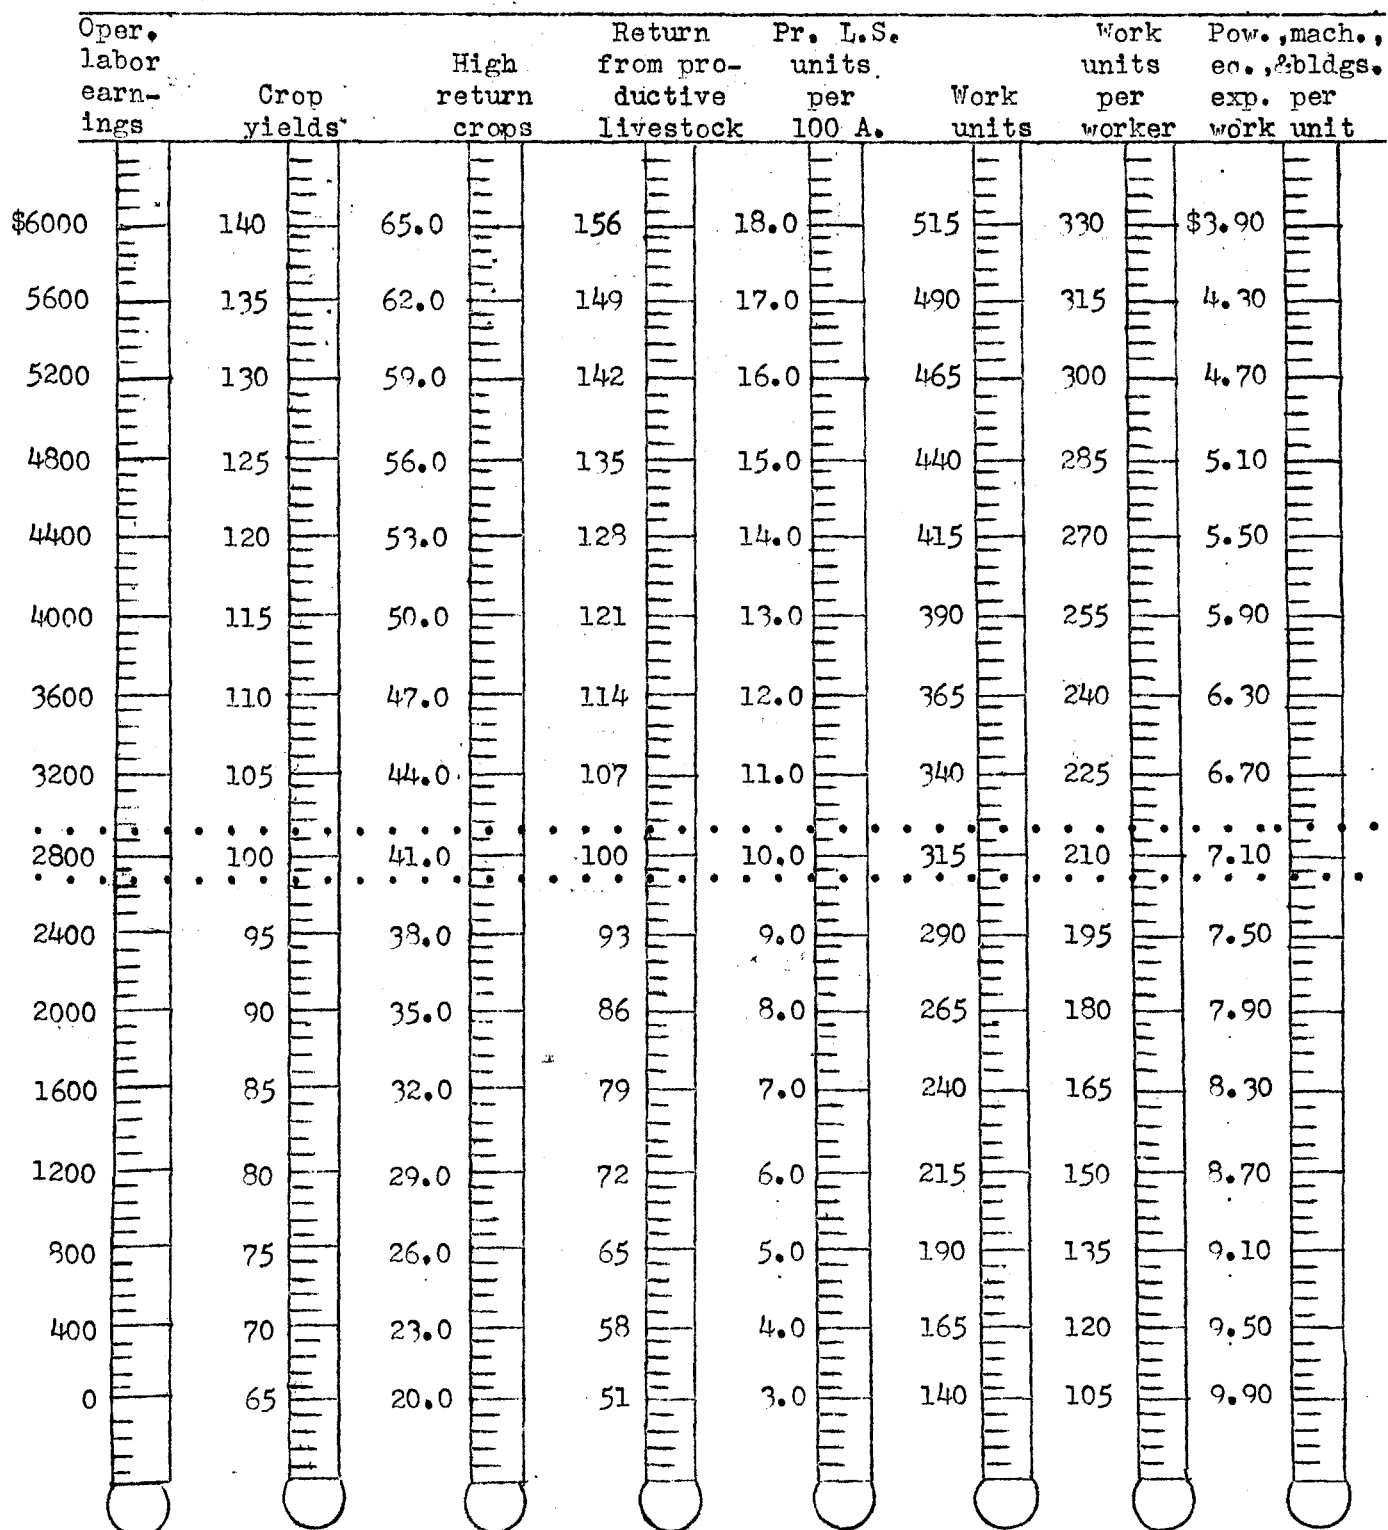 Oper. Return Pr. L.S. Work Pow.,mach.,
labor High from pro- units units eq.,&bldgs.
earn- Crop return ductive per Work per exp. per
ings yields crops livestock 100 A. units worker work unit
$6000 140 65.0 156 18.0 515 330 $3.90
5600 135 62.0 149 17.0 490 315 4.30
5200 130 59.0 142 16.0 465 300 4.70
4800 125 56.0 135 15.0 440 285 5.10
4400 120 53.0 128 14.0 415 270 5.50
4000 115 50.0 121 13.0 390 255 5.90
3600 110 47.0 114 12.0 365 240 6.30
3200 105 44.0 107 11.0 340 225 6.70
2800 100 41.0 100 10.0 315 210 7.10
2400 95 38.0 93 9.0 290 195 7.50
2000 90 35.0 86 8.0 265 180 7.90
1600 85 32.0 79 7.0 240 165 8.30
1200 80 29.0 72 6.0 215 150 8.70
800 75 26.0 65 5.0 190 135 9.10
400 70 23.0 58 4.0 165 120 9.50
0 65 20.0 51 3.0 140 105 9.90